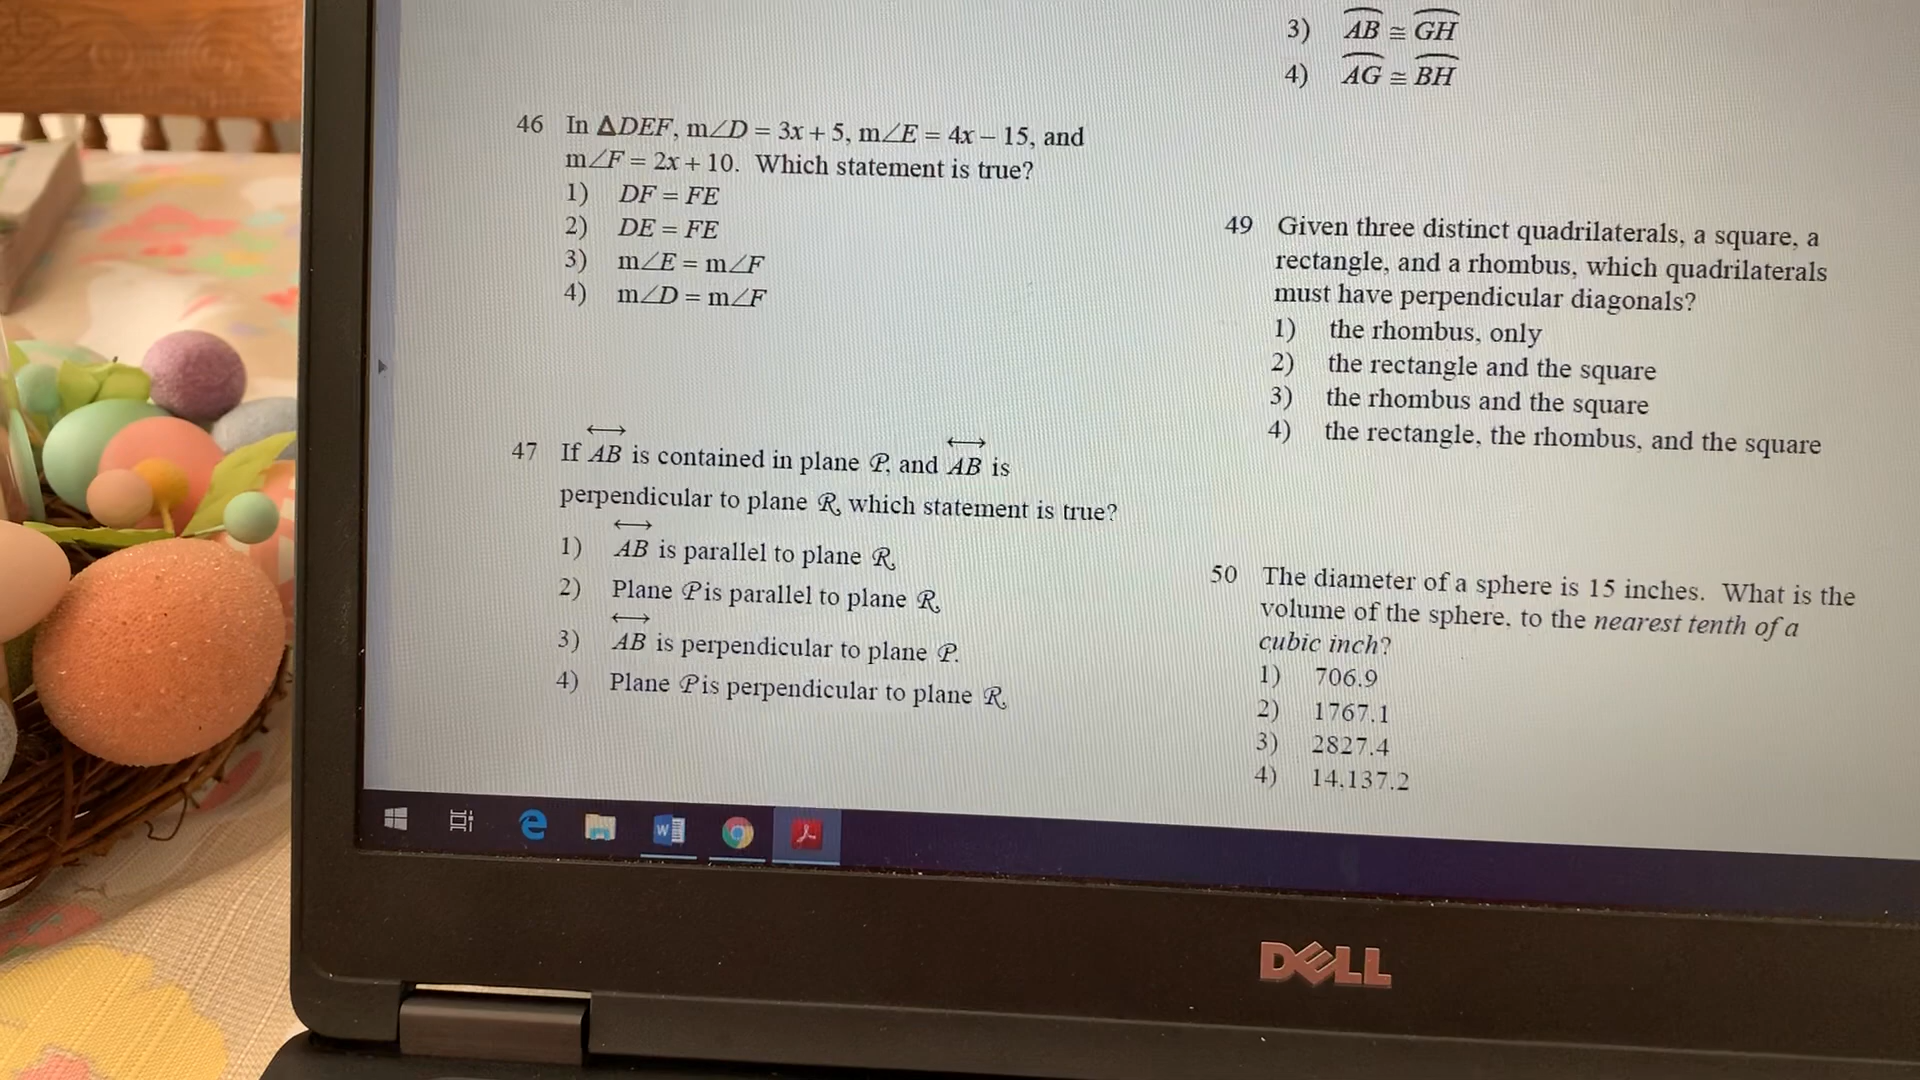 46 In △DEF, m∠D = 3x + 5, m∠E = 4x – 15, and
m∠F = 2x + 10. Which statement is true?
1) DF = FE
2) DE = FE
3) m∠E = m∠F
4) m∠D = m∠F
47 If AB is contained in plane P, and AB is
perpendicular to plane R, which statement is true?
1) AB is parallel to plane R.
2) Plane P is parallel to plane R.
3) AB is perpendicular to plane P.
4) Plane P is perpendicular to plane R.
3) AB ≅ GH
4) AG ≅ BH
49 Given three distinct quadrilaterals, a square, a
rectangle, and a rhombus, which quadrilaterals
must have perpendicular diagonals?
1) the rhombus, only
2) the rectangle and the square
3) the rhombus and the square
4) the rectangle, the rhombus, and the square
50 The diameter of a sphere is 15 inches. What is the
volume of the sphere, to the nearest tenth of a
cubic inch?
1) 706.9
2) 1767.1
3) 2827.4
4) 14,137.2
DELL